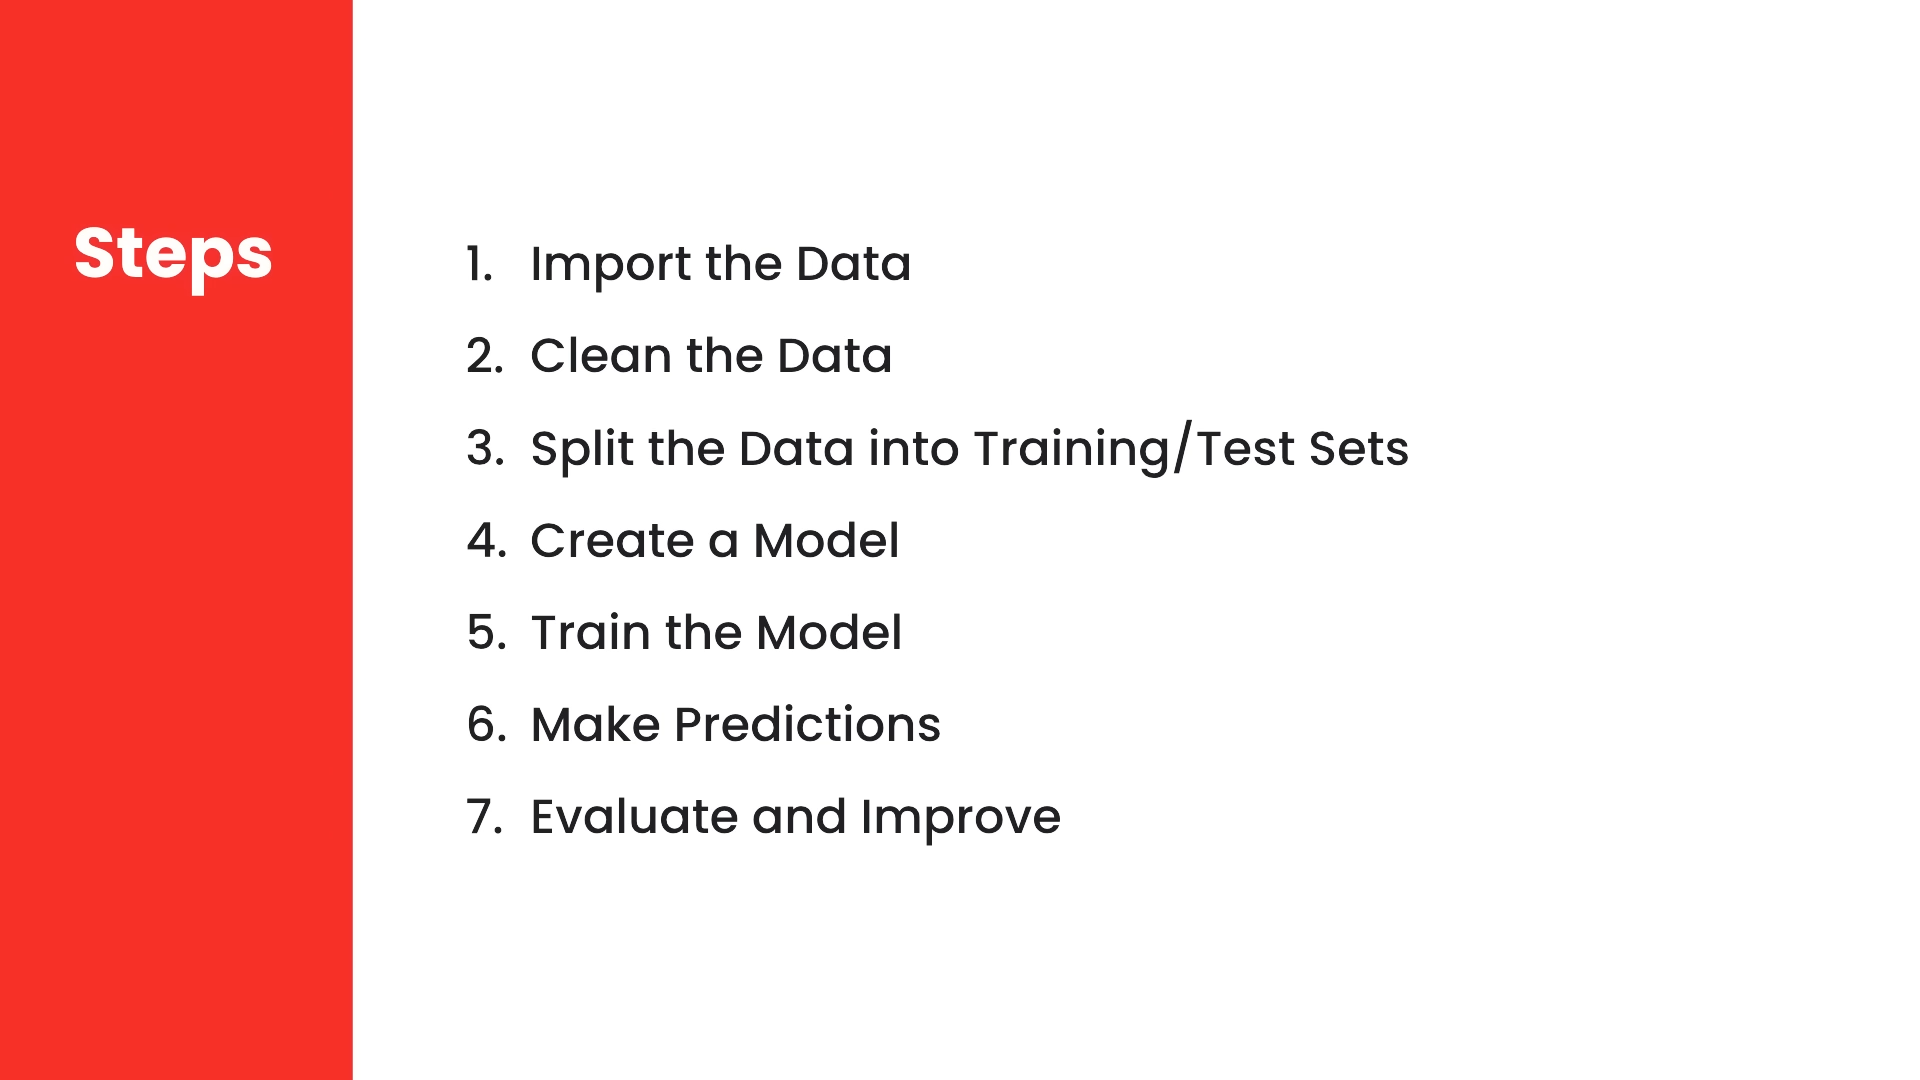 Steps
1. Import the Data
2. Clean the Data
3. Split the Data into Training/Test Sets
4. Create a Model
5. Train the Model
6. Make Predictions
7. Evaluate and Improve